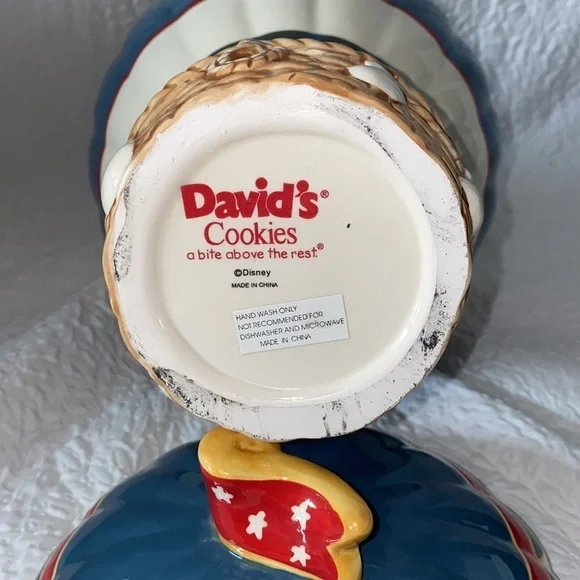 David's®
Cookies
a bite above the rest.®
©Disney
MADE IN CHINA
HAND WASH ONLY
NOT RECOMMENDED FOR
DISHWASHER AND MICROWAVE
MADE IN CHINA